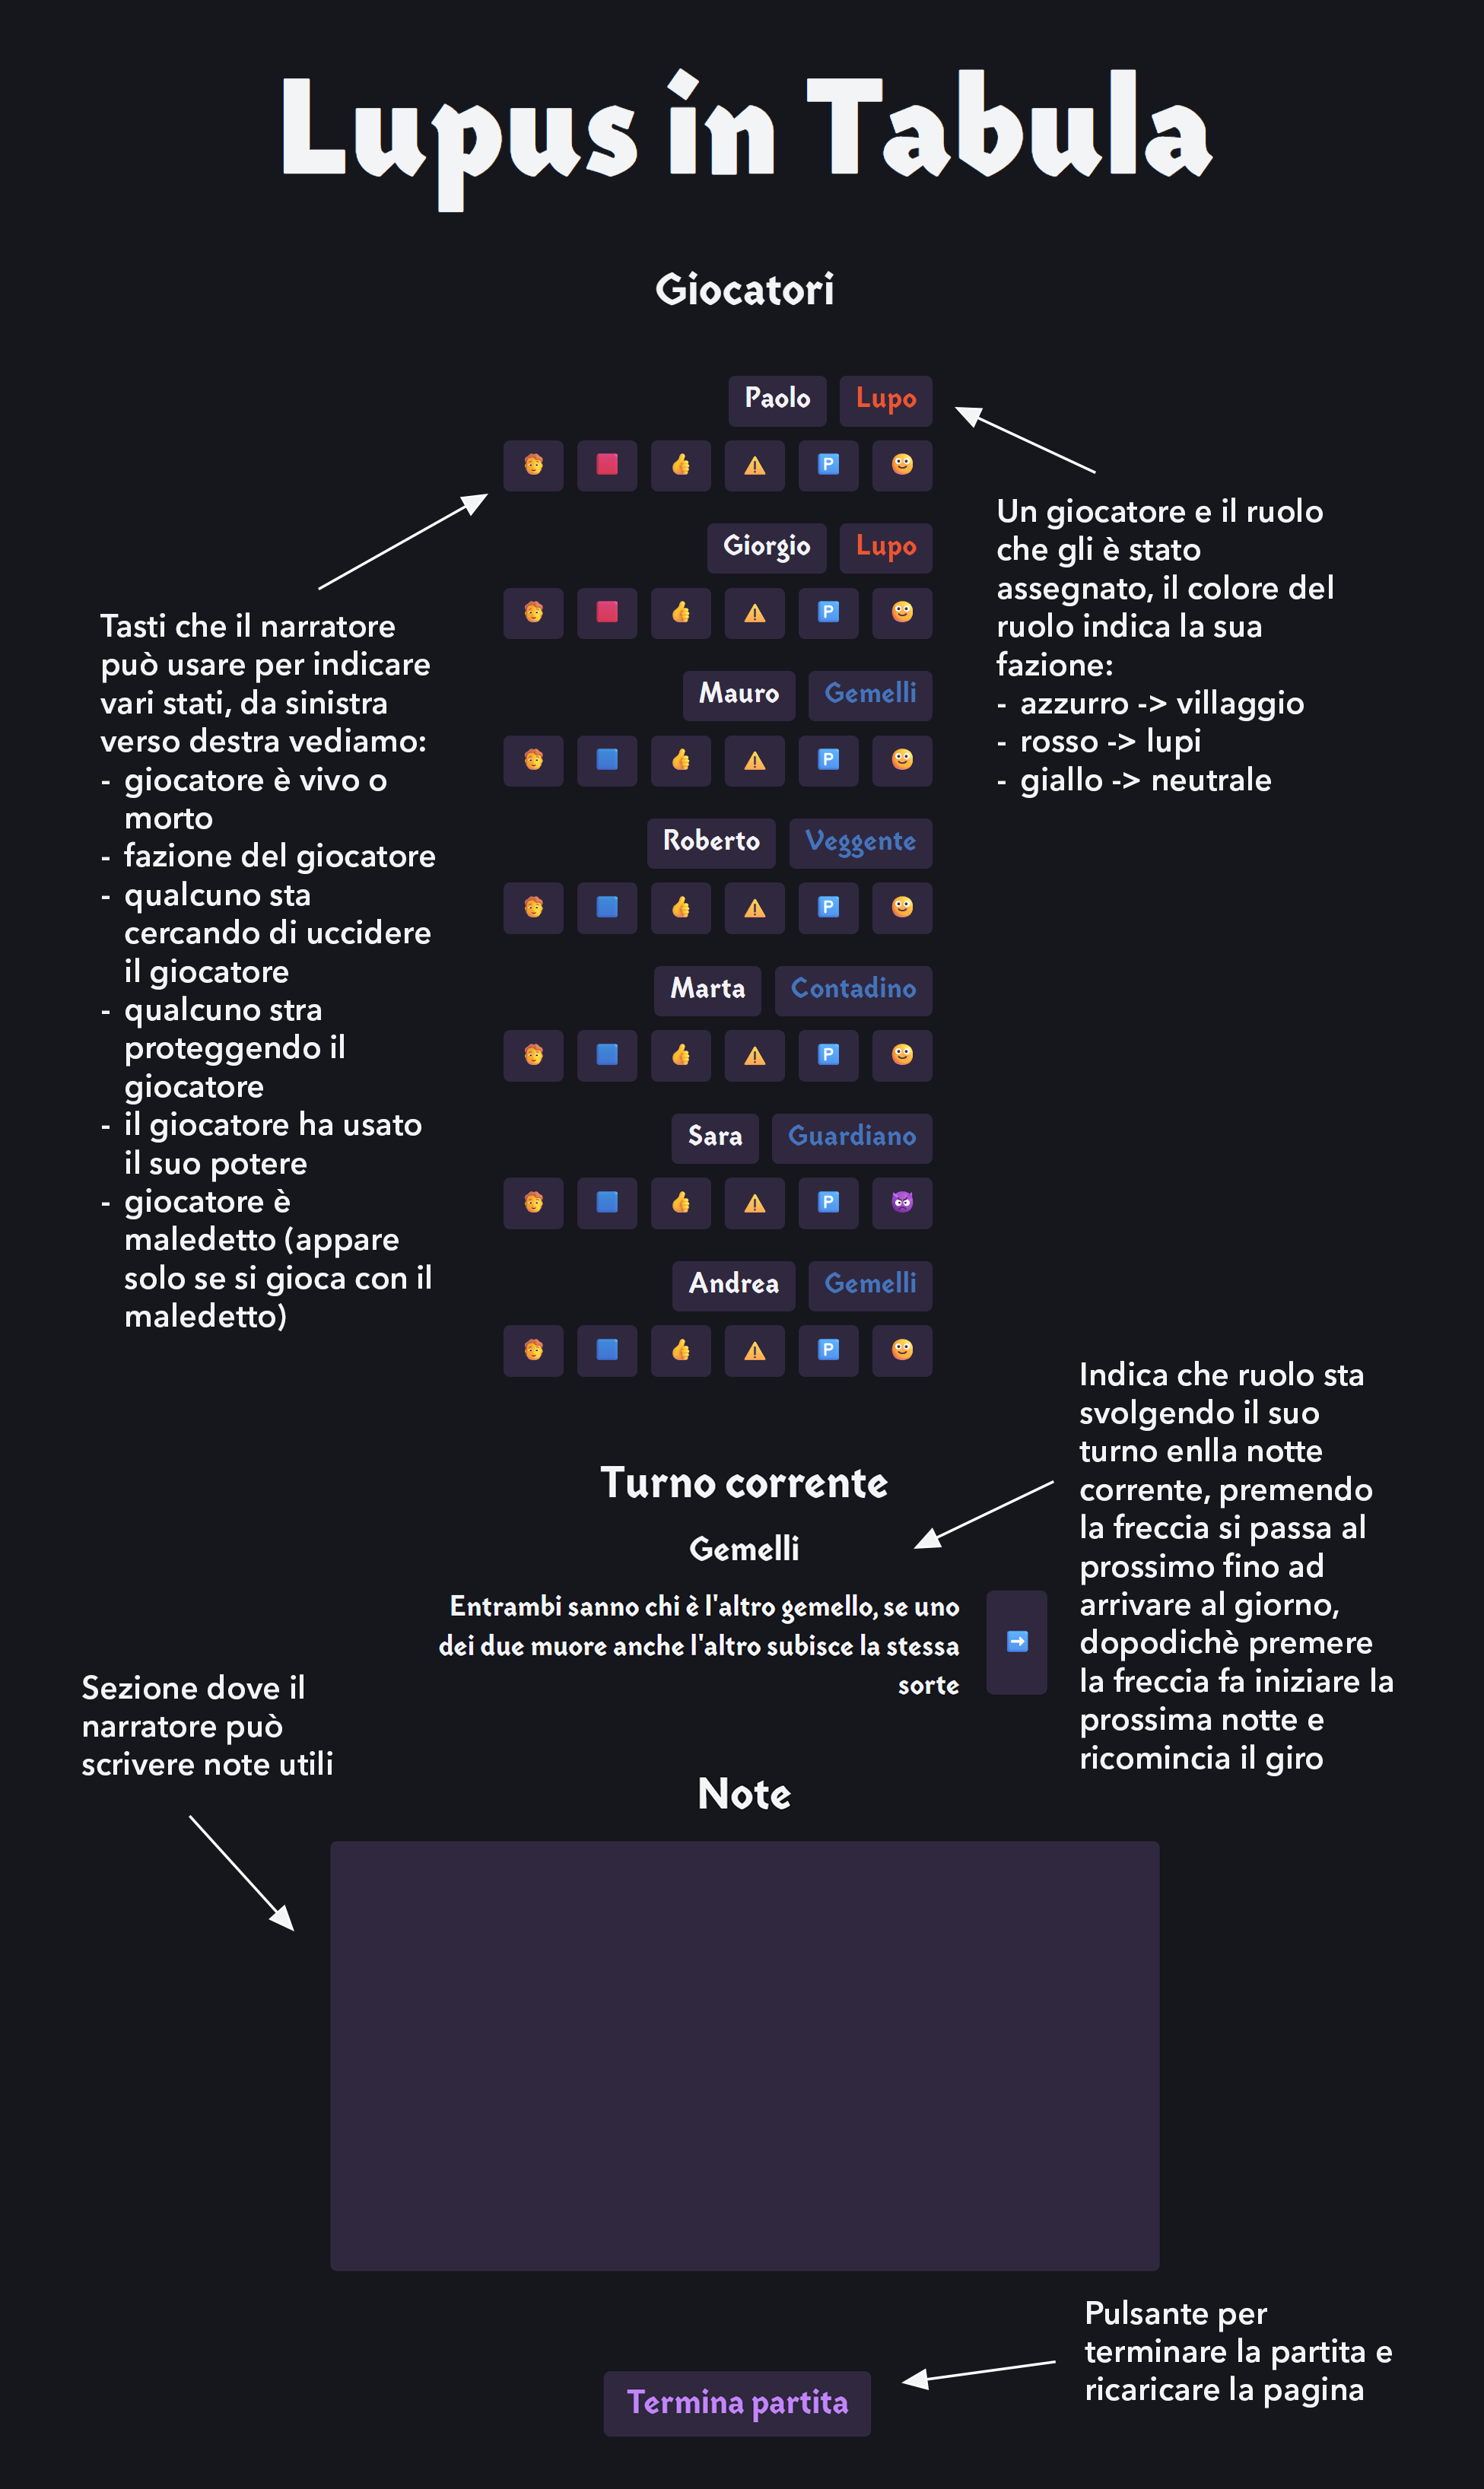 Lupus in Tabula
Giocatori
Paolo Lupo
P
Un giocatore e il ruolo
che gli è stato
assegnato, il colore del
ruolo indica la sua
fazione:
- azzurro -> villaggio
- rosso -> lupi
- giallo -> neutrale
Giorgio Lupo
P
Tasti che il narratore
può usare per indicare
vari stati, da sinistra
verso destra vediamo:
- giocatore è vivo o
morto
- fazione del giocatore
- qualcuno sta
cercando di uccidere
il giocatore
- qualcuno stra
proteggendo il
giocatore
- il giocatore ha usato
il suo potere
- giocatore è
maledetto (appare
solo se si gioca con il
maledetto)
Mauro Gemelli
P
Roberto Veggente
P
Marta Contadino
P
Sara Guardiano
P
Andrea Gemelli
P
Turno corrente
Gemelli
Entrambi sanno chi è l'altro gemello, se uno
dei due muore anche l'altro subisce la stessa
sorte
Indica che ruolo sta
svolgendo il suo
turno enlla notte
corrente, premendo
la freccia si passa al
prossimo fino ad
arrivare al giorno,
dopodichè premere
la freccia fa iniziare la
prossima notte e
ricomincia il giro
Sezione dove il
narratore può
scrivere note utili
Note
Pulsante per
terminare la partita e
ricaricare la pagina
Termina partita